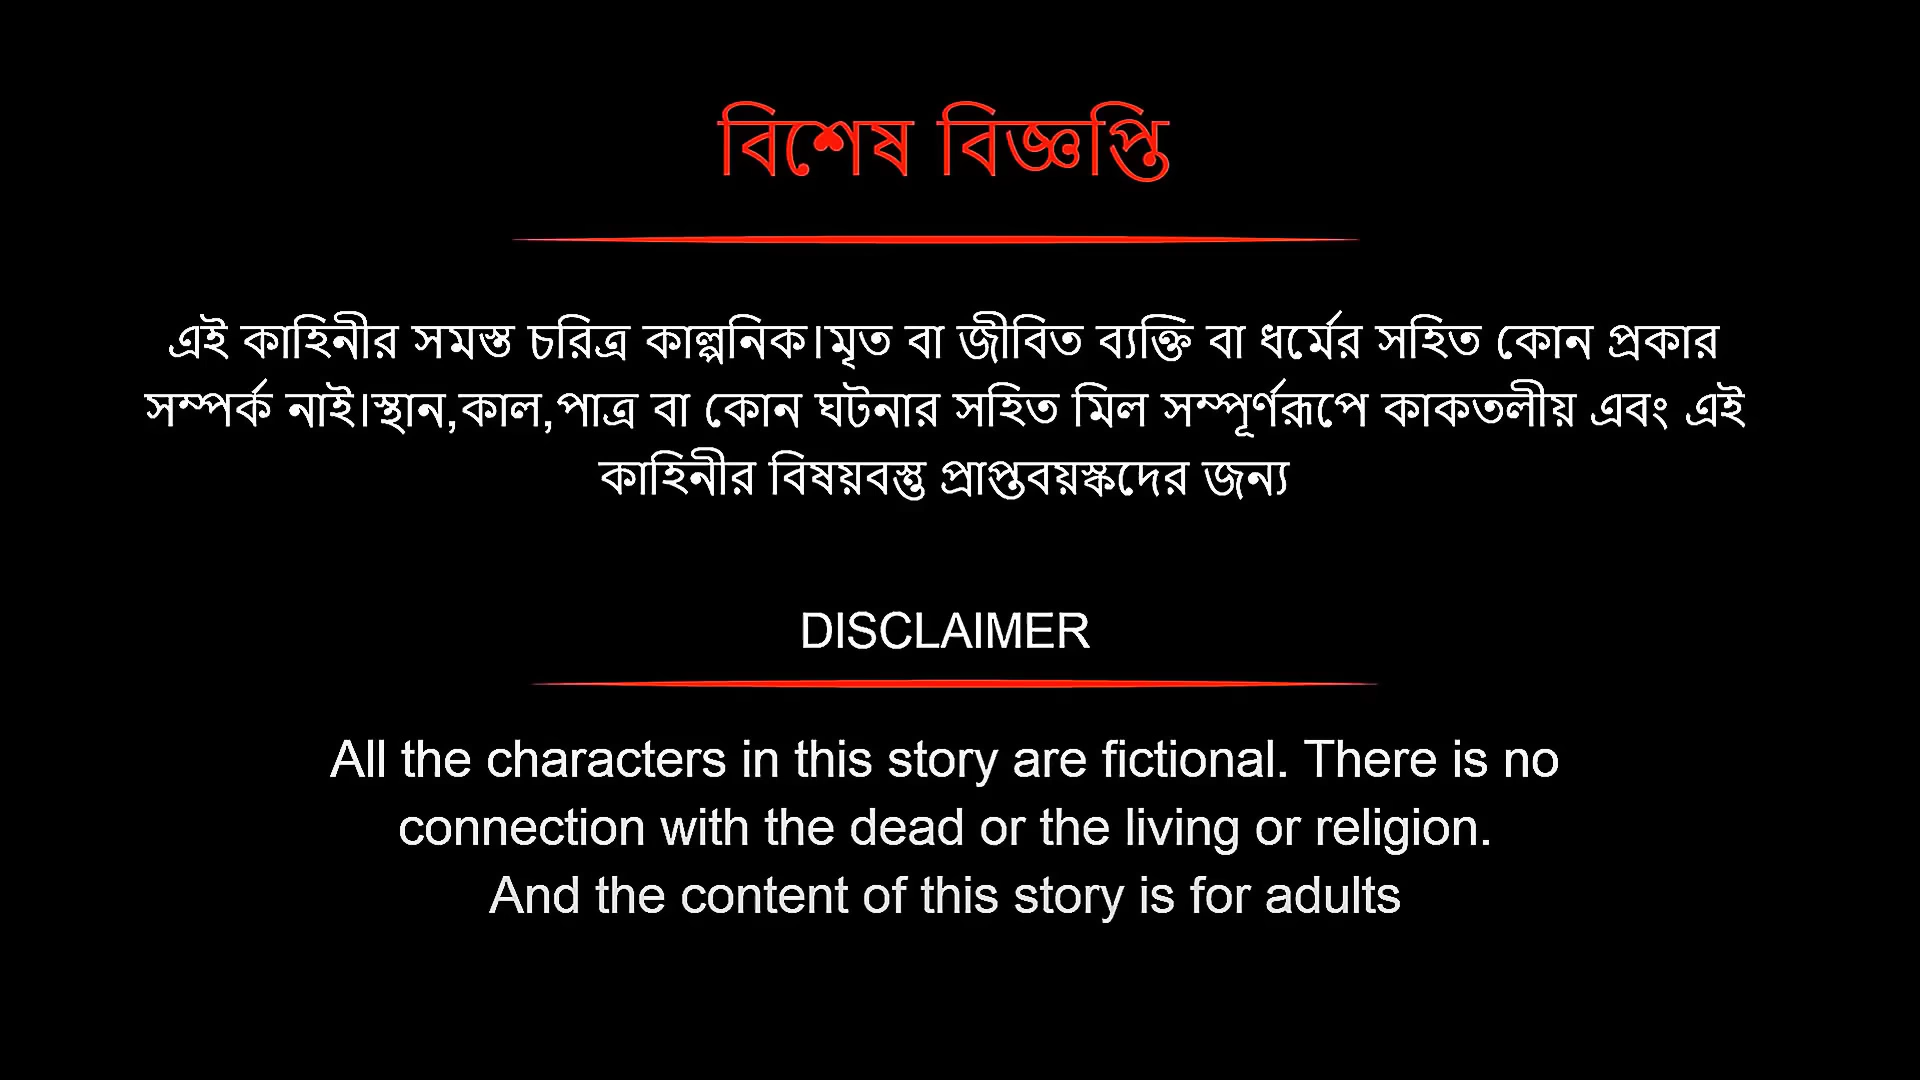 বিশেষ বিজ্ঞপ্তি
এই কাহিনীর সমস্ত চরিত্র কাল্পনিক।মৃত বা জীবিত ব্যক্তি বা ধর্মের সহিত কোন প্রকার
সম্পর্ক নাই।স্থান,কাল,পাত্র বা কোন ঘটনার সহিত মিল সম্পূর্ণরূপে কাকতলীয় এবং এই
কাহিনীর বিষয়বস্তু প্রাপ্তবয়স্কদের জন্য
DISCLAIMER
All the characters in this story are fictional. There is no
connection with the dead or the living or religion.
And the content of this story is for adults